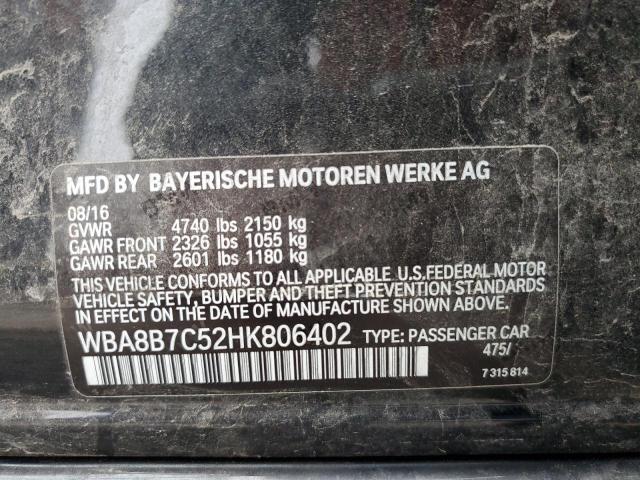 MFD BY BAYERISCHE MOTOREN WERKE AG
08/16
GVWR 4740 lbs 2150 kg
GAWR FRONT 2326 lbs 1055 kg
GAWR REAR 2601 lbs 1180 kg
THIS VEHICLE CONFORMS TO ALL APPLICABLE U.S.FEDERAL MOTOR
VEHICLE SAFETY, BUMPER AND THEFT PREVENTION STANDARDS
IN EFFECT ON THE DATE OF MANUFACTURE SHOWN ABOVE.
WBA8B7C52HK806402 TYPE: PASSENGER CAR
475/
7 315 814